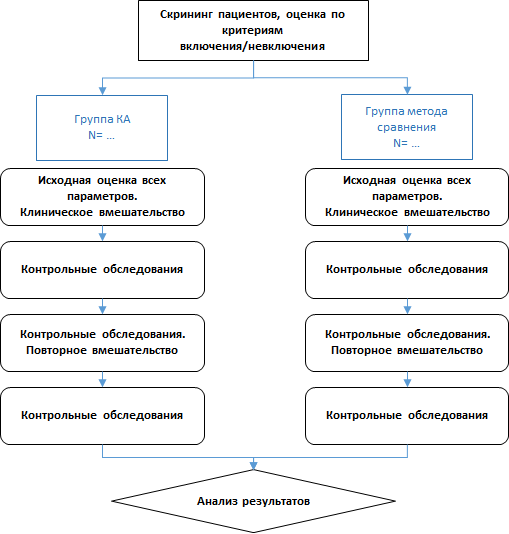 Скрининг пациентов, оценка по
критериям
включения/невключения
Группа КА
N= ...
Группа метода
сравнения
N= ...
Исходная оценка всех
параметров.
Клиническое вмешательство
Исходная оценка всех
параметров.
Клиническое вмешательство
Контрольные обследования
Контрольные обследования
Контрольные обследования.
Повторное вмешательство
Контрольные обследования.
Повторное вмешательство
Контрольные обследования
Контрольные обследования
Анализ результатов